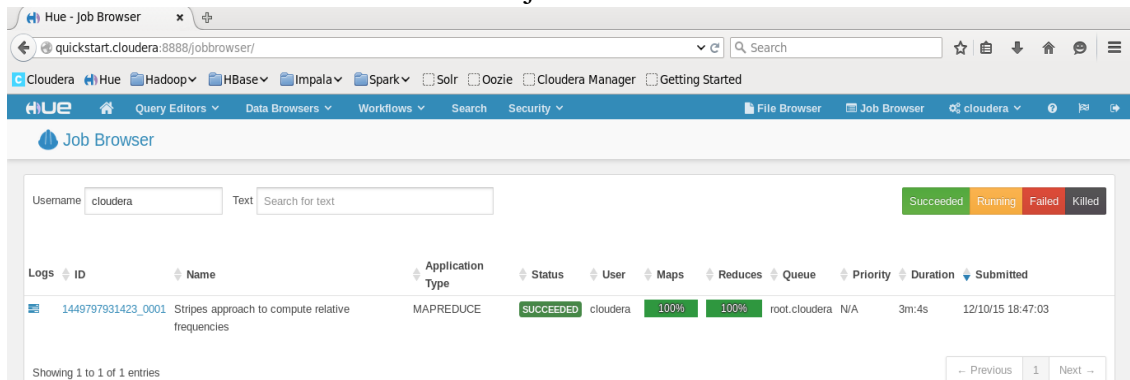 Hue - Job Browser
quickstart.cloudera:8888/jobbrowser/ Search
Cloudera Hue Hadoop HBase Impala Spark Solr Oozie Cloudera Manager Getting Started
HUE Query Editors Data Browsers Workflows Search Security File Browser Job Browser cloudera
Job Browser
Username cloudera Text Search for text Succeeded Running Failed Killed
Logs ID Name Application Type Status User Maps Reduces Queue Priority Duration Submitted
1449797931423_0001 Stripes approach to compute relative MAPREDUCE SUCCEEDED cloudera 100% 100% root.cloudera N/A 3m:4s 12/10/15 18:47:03
frequencies
Showing 1 to 1 of 1 entries ← Previous 1 Next →